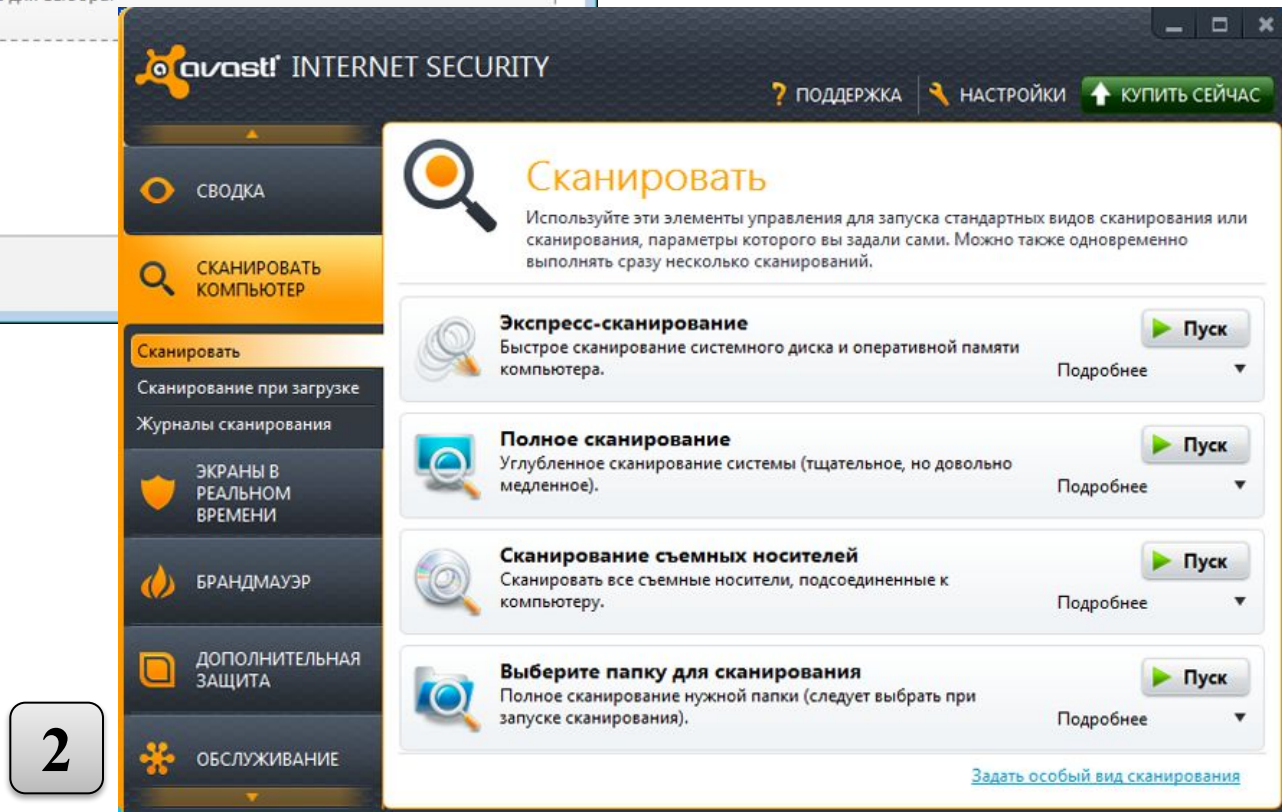 для выбора
avast! INTERNET SECURITY
ПОДДЕРЖКА
НАСТРОЙКИ
КУПИТЬ СЕЙЧАС
СВОДКА
СКАНИРОВАТЬ
КОМПЬЮТЕР
Сканировать
Сканирование при загрузке
Журналы сканирования
ЭКРАНЫ В
РЕАЛЬНОМ
ВРЕМЕНИ
БРАНДМАУЭР
ДОПОЛНИТЕЛЬНАЯ
ЗАЩИТА
ОБСЛУЖИВАНИЕ
Сканировать
Используйте эти элементы управления для запуска стандартных видов сканирования или
сканирования, параметры которого вы задали сами. Можно также одновременно
выполнять сразу несколько сканирований.
Экспресс-сканирование
Быстрое сканирование системного диска и оперативной памяти
компьютера.
Пуск
Подробнее
Полное сканирование
Углубленное сканирование системы (тщательное, но довольно
медленное).
Пуск
Подробнее
Сканирование съемных носителей
Сканировать все съемные носители, подсоединенные к
компьютеру.
Пуск
Подробнее
Выберите папку для сканирования
Полное сканирование нужной папки (следует выбрать при
запуске сканирования).
Пуск
Подробнее
Задать особый вид сканирования
2